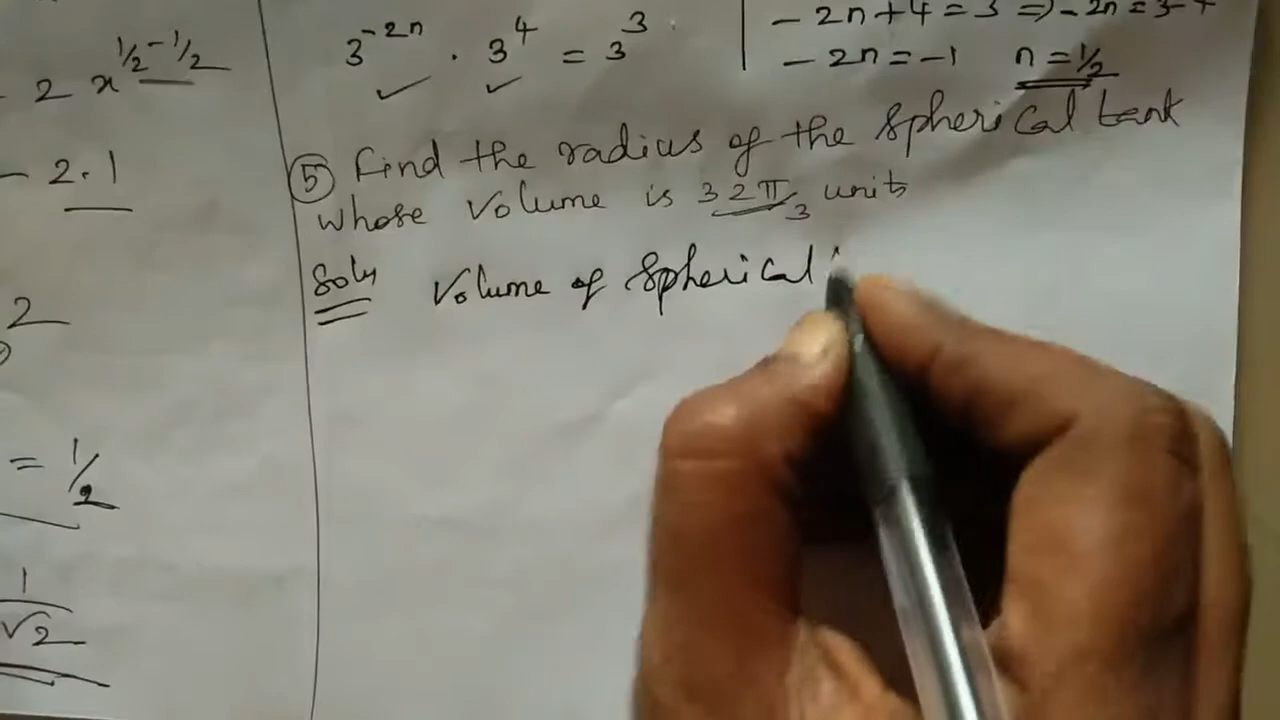 2 x^{1/2 - 1/2}
- 2.1
2
= 1/2
1/√2
3^{-2n} . 3^4 = 3^3
- 2n + 4 = 3 => - 2n = 3 - 4
- 2n = -1 n = 1/2
5 Find the radius of the spherical tank
whose volume is 32π/3 units
Soln Volume of Spherical